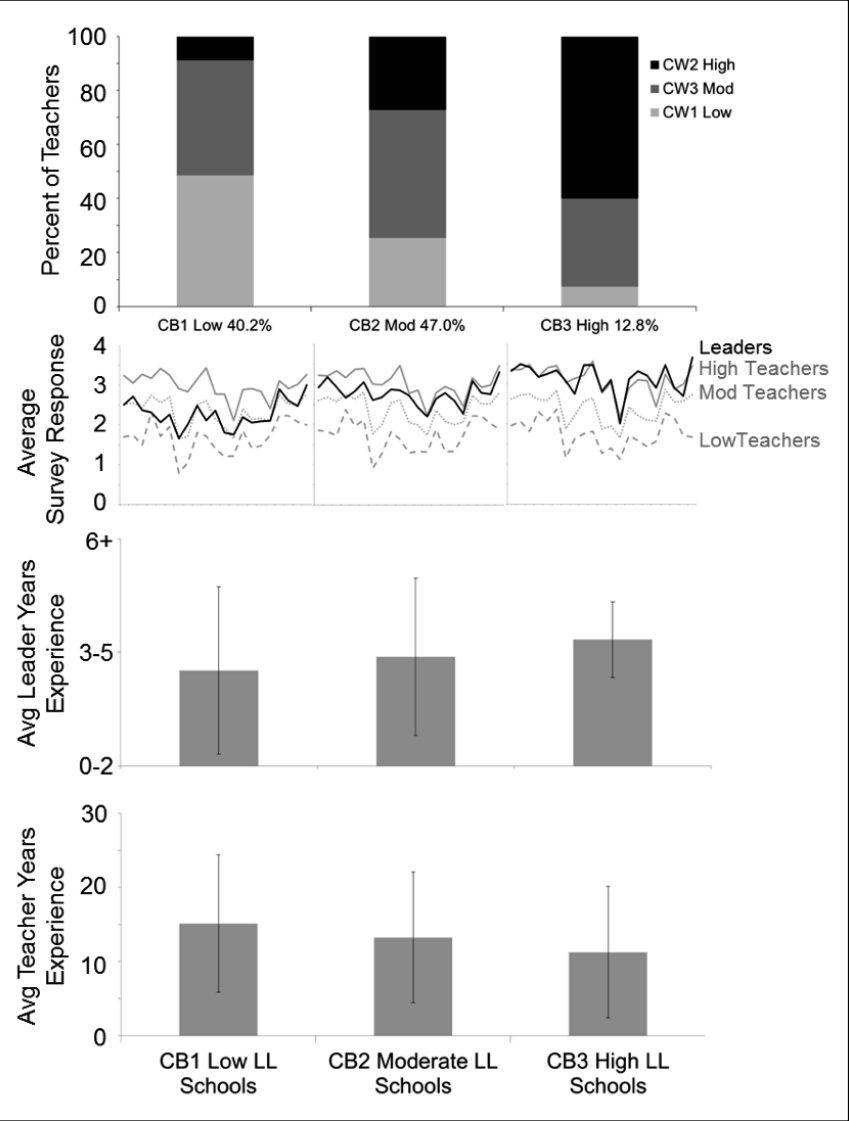 Percent of Teachers
100
80
60
40
20
0
CW2 High
CW3 Mod
CW1 Low
CB1 Low 40.2%
CB2 Mod 47.0%
CB3 High 12.8%
Average
Survey Response
4
3
2
1
0
Leaders
High Teachers
Mod Teachers
LowTeachers
Avg Leader Years
Experience
6+
3-5
0-2
Avg Teacher Years
Experience
30
20
10
0
CB1 Low LL
Schools
CB2 Moderate LL
Schools
CB3 High LL
Schools